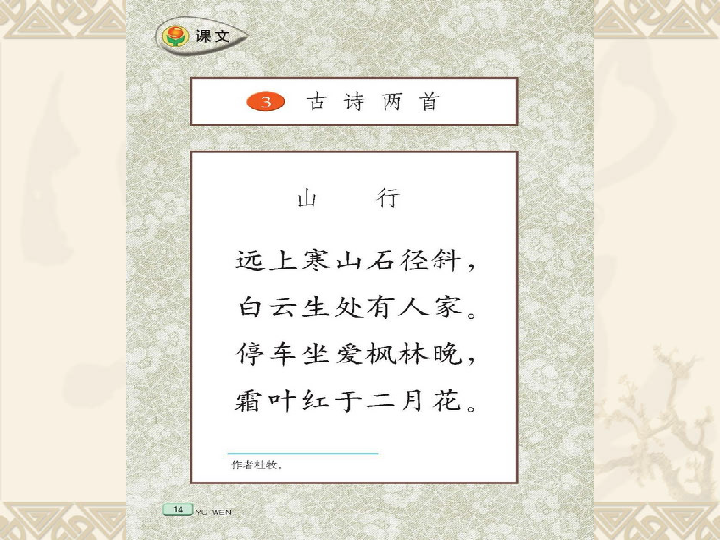 课文
3 古诗两首
山 行
远上寒山石径斜，
白云生处有人家。
停车坐爱枫林晚，
霜叶红于二月花。
作者杜牧。
14 YU WEN